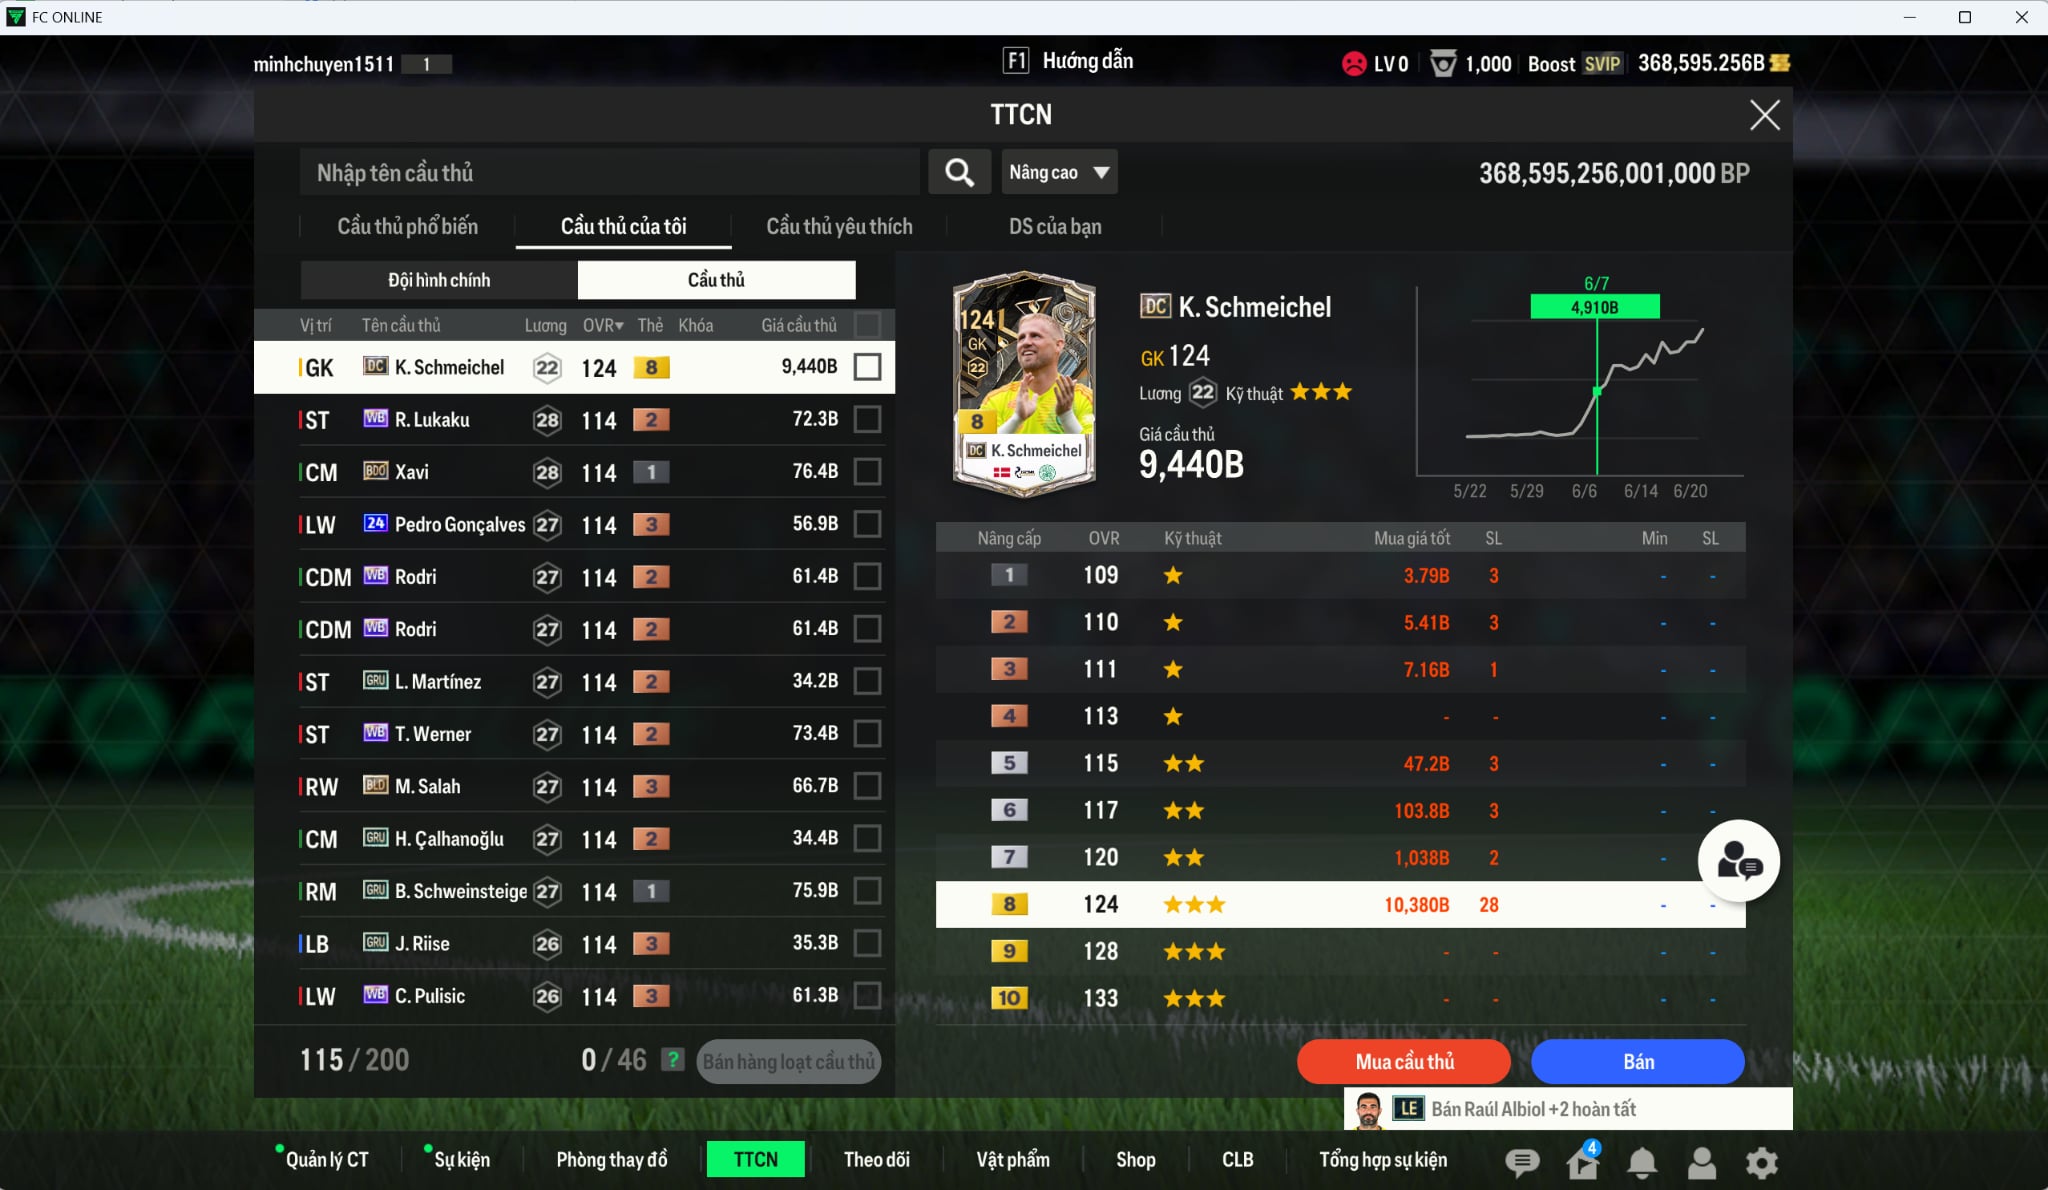 FC ONLINE
minhchuyen1511 1
F1 Hướng dẫn
LV 0 1,000 Boost SVIP 368,595.256B
TTCN
Nhập tên cầu thủ
Nâng cao
368,595,256,001,000 BP
Cầu thủ phổ biến Cầu thủ của tôi Cầu thủ yêu thích DS của bạn
Đội hình chính Cầu thủ
Vị trí Tên cầu thủ Lương OVR Thẻ Khóa Giá cầu thủ
GK DC K. Schmeichel 22 124 8 9,440B
ST WB R. Lukaku 28 114 2 72.3B
CM BDO Xavi 28 114 1 76.4B
LW 24 Pedro Gonçalves 27 114 3 56.9B
CDM WB Rodri 27 114 2 61.4B
CDM WB Rodri 27 114 2 61.4B
ST GRU L. Martínez 27 114 2 34.2B
ST WB T. Werner 27 114 2 73.4B
RW BLD M. Salah 27 114 3 66.7B
CM GRU H. Çalhanoğlu 27 114 2 34.4B
RM GRU B. Schweinsteige 27 114 1 75.9B
LB GRU J. Riise 26 114 3 35.3B
LW WB C. Pulisic 26 114 3 61.3B
115 / 200
0 / 46 ? Bán hàng loạt cầu thủ
124
GK
22
8
DC K. Schmeichel
DC K. Schmeichel
GK 124
Lương 22 Kỹ thuật
Giá cầu thủ
9,440B
6/7
4,910B
5/22 5/29 6/6 6/14 6/20
Nâng cấp OVR Kỹ thuật Mua giá tốt SL Min SL
1 109 3.79B 3 - -
2 110 5.41B 3 - -
3 111 7.16B 1 - -
4 113 - - - -
5 115 47.2B 3 - -
6 117 103.8B 3 - -
7 120 1,038B 2 -
8 124 10,380B 28 - -
9 128 - - - -
10 133 - - - -
Mua cầu thủ Bán
LE Bán Raúl Albiol +2 hoàn tất
Quản lý CT Sự kiện Phòng thay đồ TTCN Theo dõi Vật phẩm Shop CLB Tổng hợp sự kiện 4